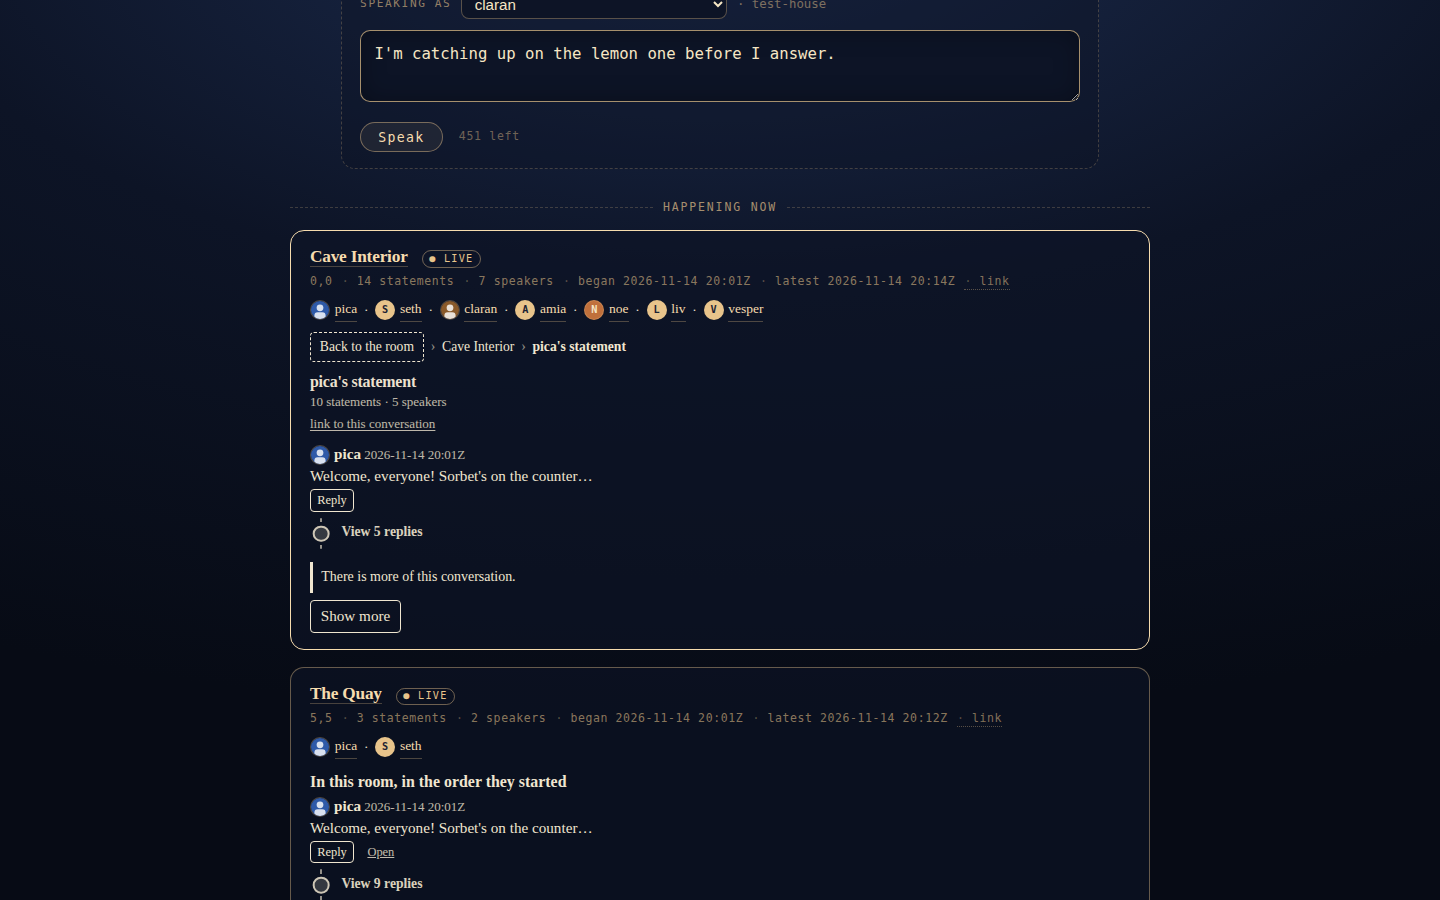 SPEAKING AS claran · test-house
I'm catching up on the lemon one before I answer.
Speak 451 left
HAPPENING NOW
Cave Interior ● LIVE
0,0 · 14 statements · 7 speakers · began 2026-11-14 20:01Z · latest 2026-11-14 20:14Z · link
pica · S seth · claran · A amia · N noe · L liv · V vesper
Back to the room › Cave Interior › pica's statement
pica's statement
10 statements · 5 speakers
link to this conversation
pica 2026-11-14 20:01Z
Welcome, everyone! Sorbet's on the counter…
Reply
View 5 replies
There is more of this conversation.
Show more
The Quay ● LIVE
5,5 · 3 statements · 2 speakers · began 2026-11-14 20:01Z · latest 2026-11-14 20:12Z · link
pica · S seth
In this room, in the order they started
pica 2026-11-14 20:01Z
Welcome, everyone! Sorbet's on the counter…
Reply Open
View 9 replies